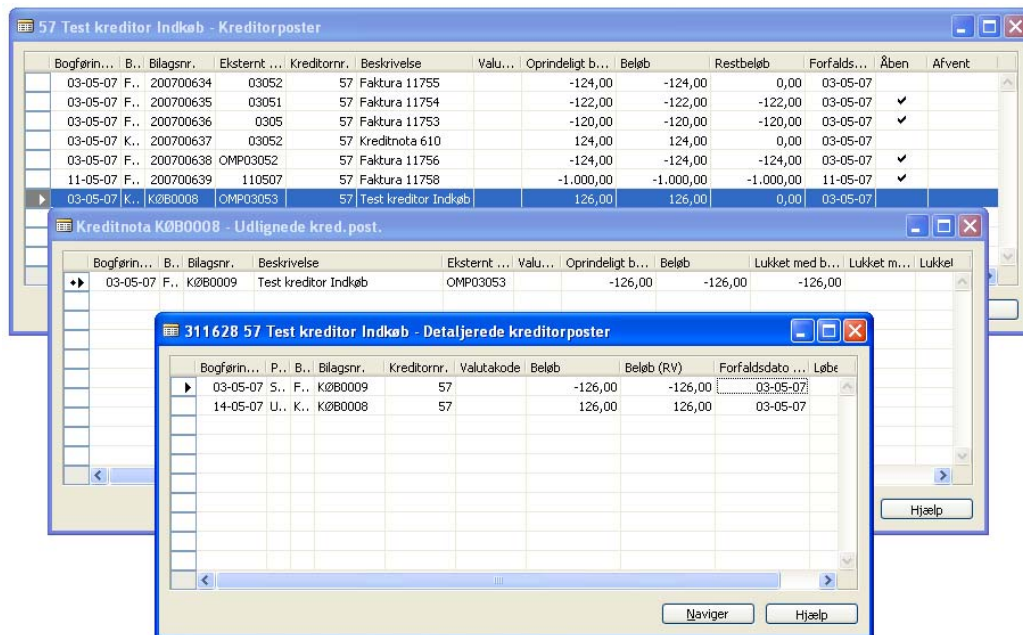 57 Test kreditor Indkøb - Kreditorposter
Bogførin... B.. Bilagsnr. Eksternt ... Kreditornr. Beskrivelse Valu... Oprindeligt b... Beløb Restbeløb Forfalds... Åben Afvent
03-05-07 F.. 200700634 03052 57 Faktura 11755 -124,00 -124,00 0,00 03-05-07
03-05-07 F.. 200700635 03051 57 Faktura 11754 -122,00 -122,00 -122,00 03-05-07 ✔
03-05-07 F.. 200700636 0305 57 Faktura 11753 -120,00 -120,00 -120,00 03-05-07 ✔
03-05-07 K.. 200700637 03052 57 Kreditnota 610 124,00 124,00 0,00 03-05-07
03-05-07 F.. 200700638 OMP03052 57 Faktura 11756 -124,00 -124,00 -124,00 03-05-07 ✔
11-05-07 F.. 200700639 110507 57 Faktura 11758 -1.000,00 -1.000,00 -1.000,00 11-05-07 ✔
03-05-07 K.. KØB0008 OMP03053 57 Test kreditor Indkøb 126,00 126,00 0,00 03-05-07
Kreditnota KØB0008 - Udlignede kred.post.
Bogførin... B.. Bilagsnr. Beskrivelse Eksternt ... Valu... Oprindeligt b... Beløb Lukket med b... Lukket m... Lukket
03-05-07 F.. KØB0009 Test kreditor Indkøb OMP03053 -126,00 -126,00 -126,00
311628 57 Test kreditor Indkøb - Detaljerede kreditorposter
Bogførin... P.. B.. Bilagsnr. Kreditornr. Valutakode Beløb Beløb (RV) Forfaldsdato ... Løbe
03-05-07 S.. F.. KØB0009 57 -126,00 -126,00 03-05-07
14-05-07 U.. K.. KØB0008 57 126,00 126,00 03-05-07
Hjælp
Naviger Hjælp